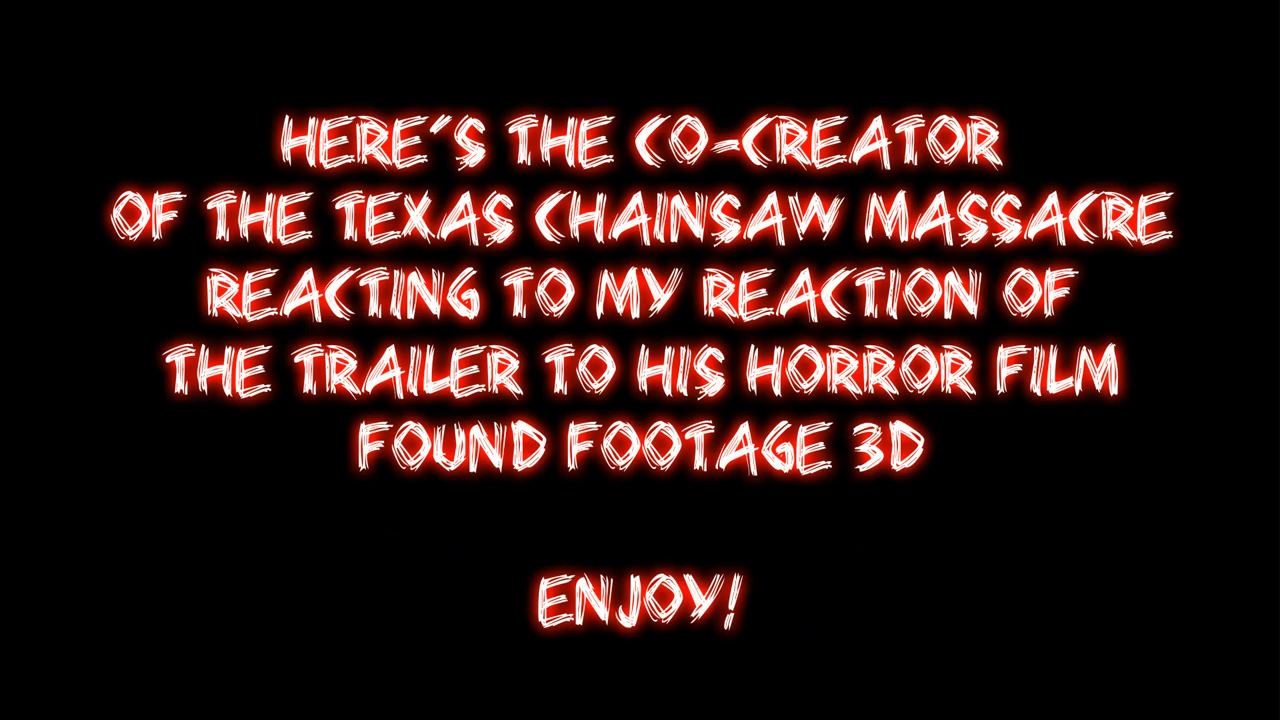 HERE'S THE CO-CREATOR
OF THE TEXAS CHAINSAW MASSACRE
REACTING TO MY REACTION OF
THE TRAILER TO HIS HORROR FILM
FOUND FOOTAGE 3D
ENJOY!